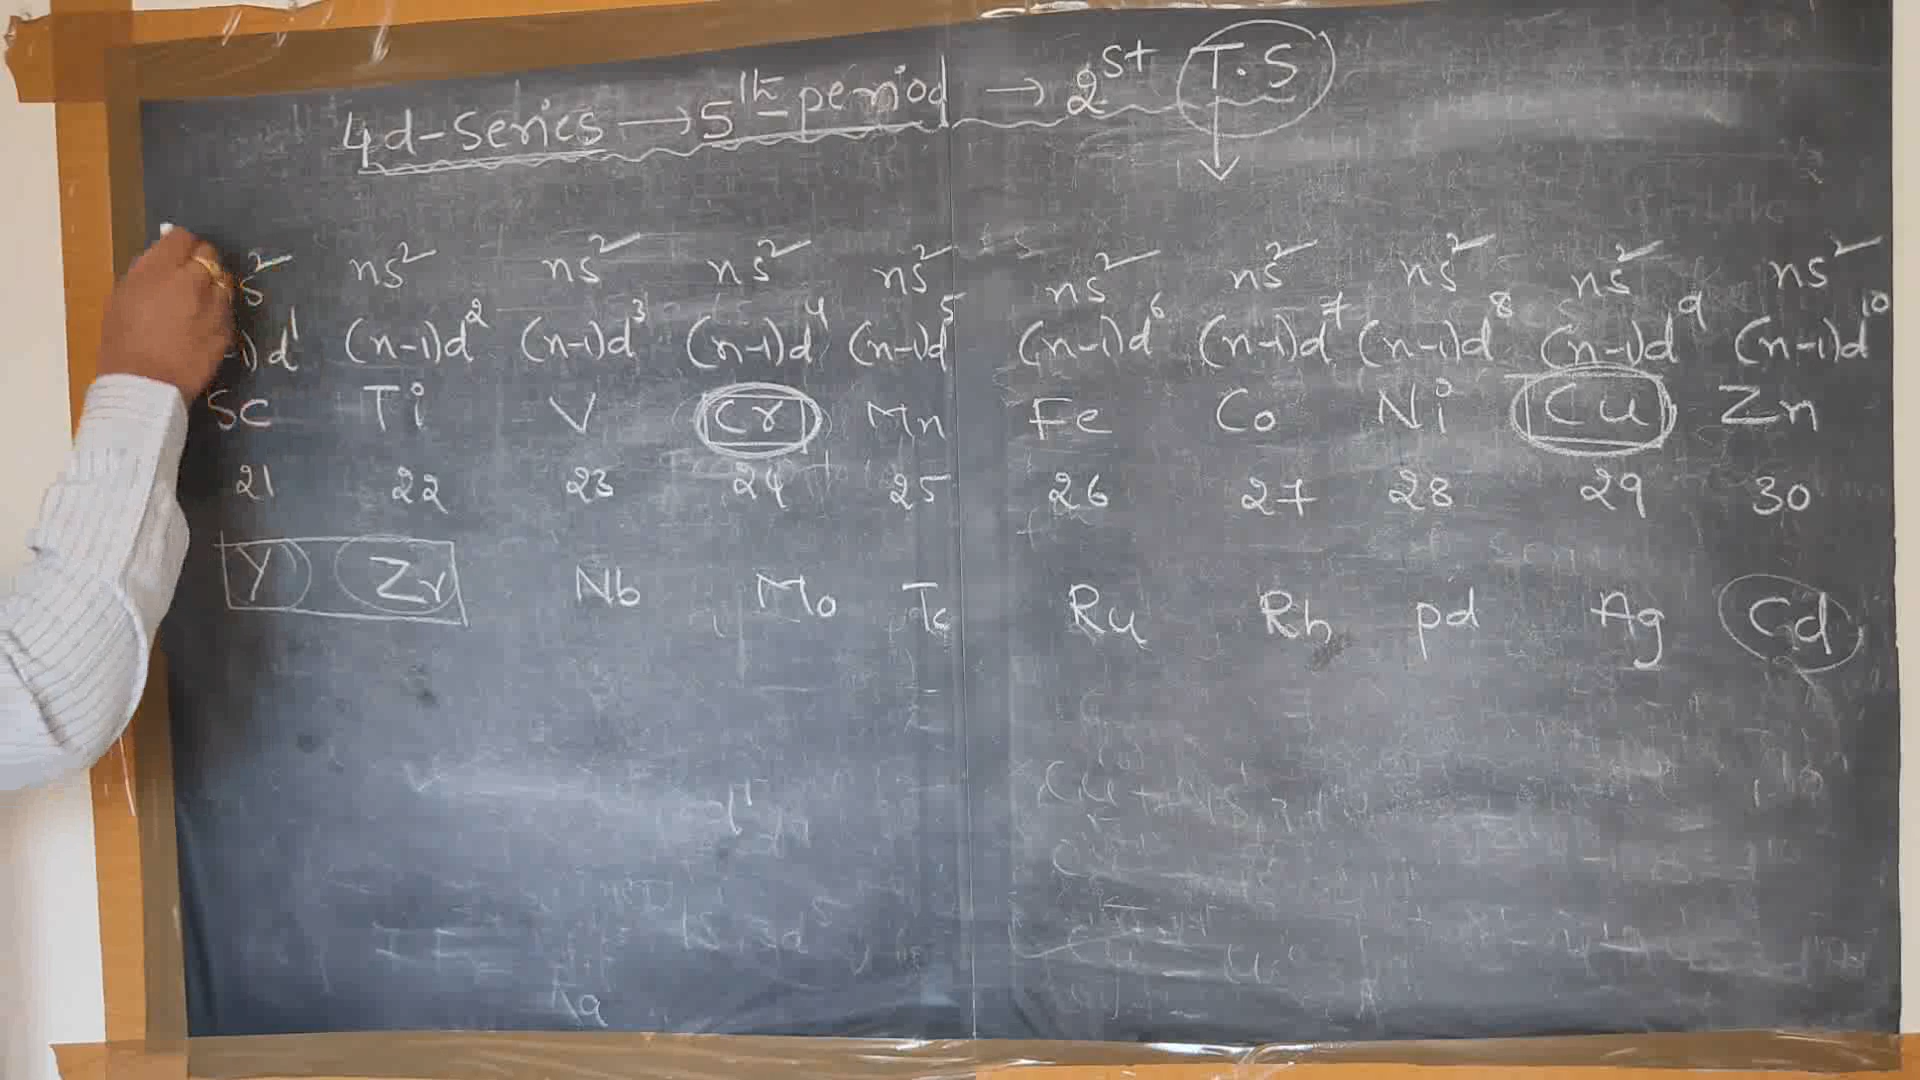 4d-Series → 5th period → 2st T.S
s² ns² ns² ns² ns² ns² ns² ns² ns² ns²
-1)d¹ (n-1)d² (n-1)d³ (n-1)d⁴ (n-1)d⁵ (n-1)d⁶ (n-1)d⁷ (n-1)d⁸ (n-1)d⁹ (n-1)d¹⁰
Sc Ti V Cr Mn Fe Co Ni Cu Zn
21 22 23 24 25 26 27 28 29 30
Y Zr Nb Mo Tc Ru Rh pd Ag Cd